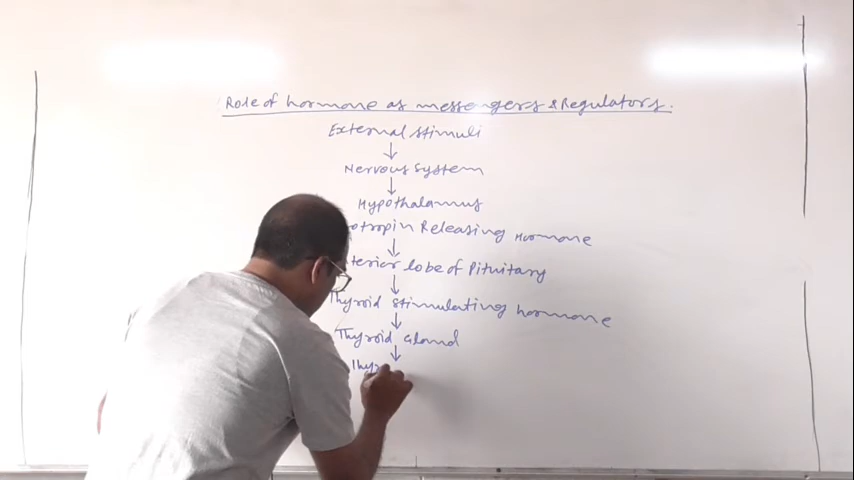 Role of hormone as messengers & Regulators.
External stimuli
Nervous System
Hypothalamus
otropin Releasing Hormone
terior lobe of Pituitary
Thyroid stimulating hormone
Thyroid Gland
Thyr